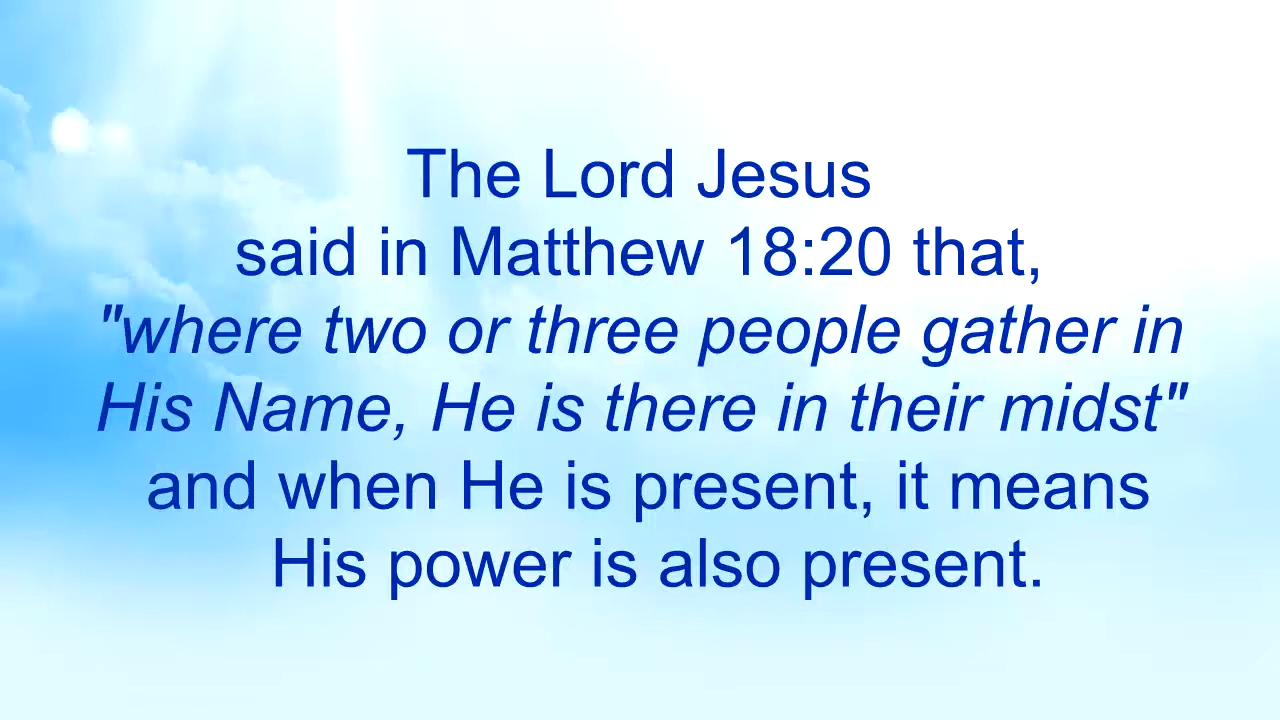 The Lord Jesus
said in Matthew 18:20 that,
"where two or three people gather in
His Name, He is there in their midst"
and when He is present, it means
His power is also present.